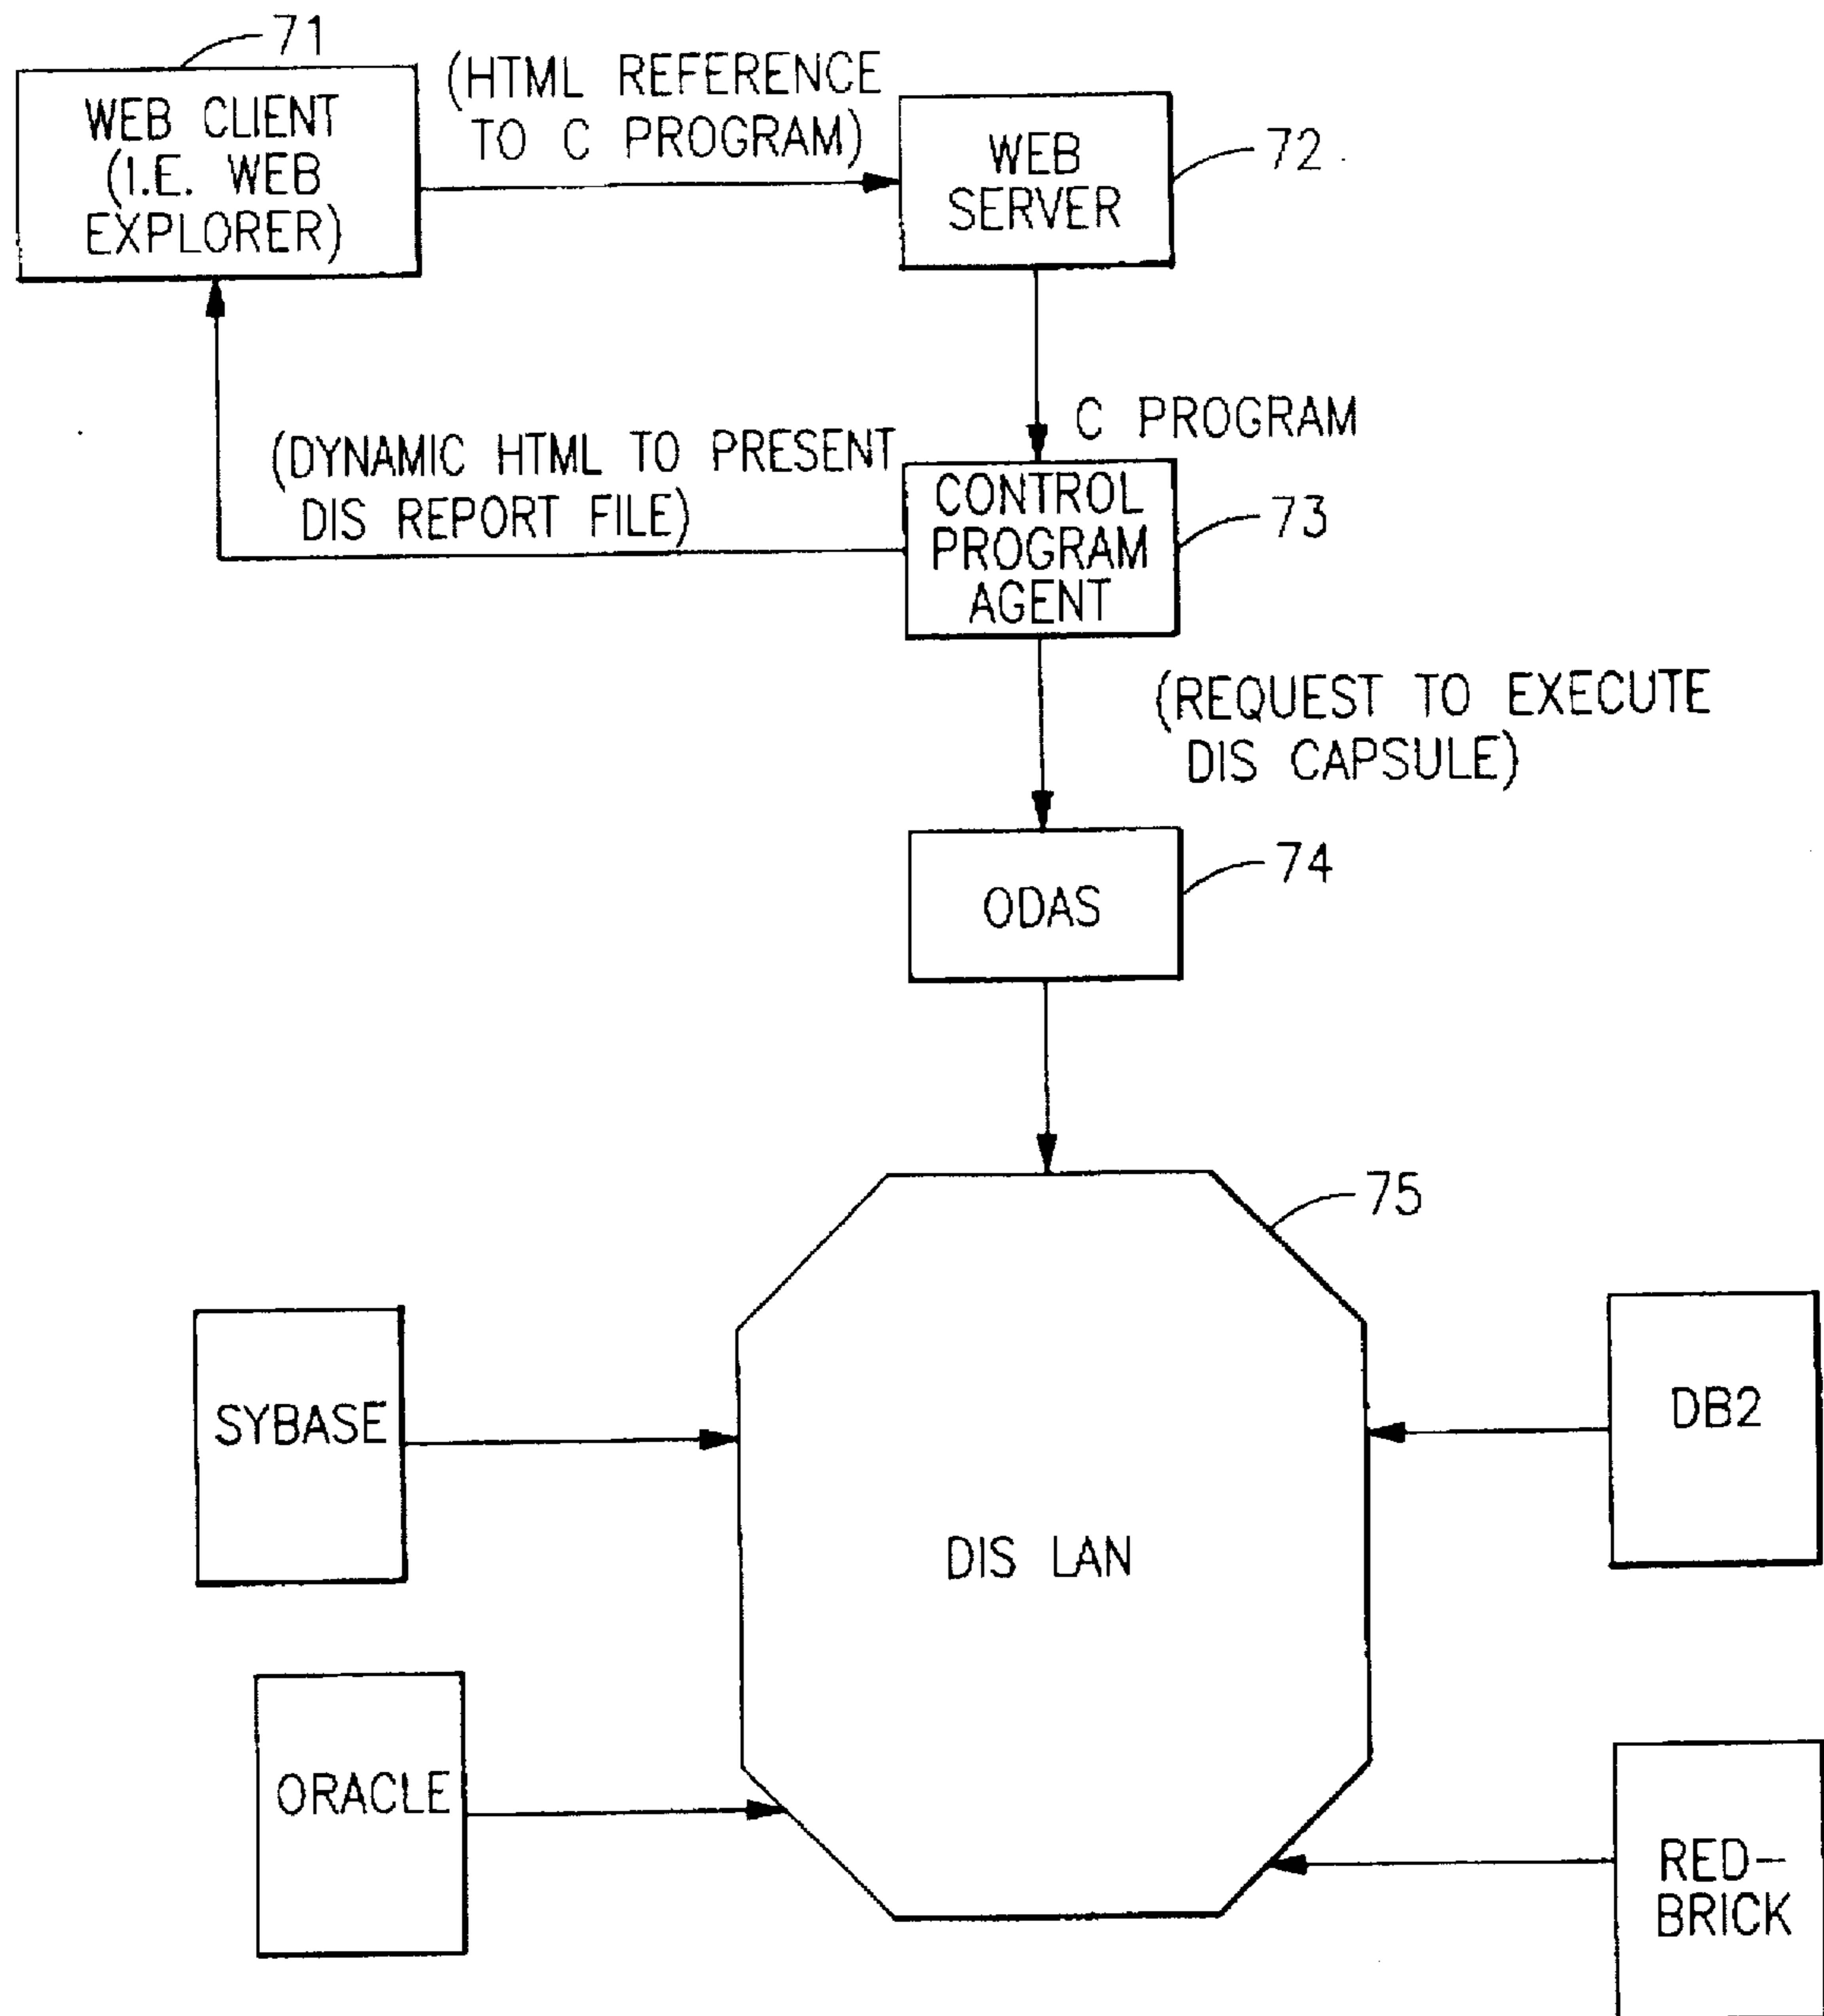 71
WEB CLIENT
(I.E. WEB
EXPLORER)
(HTML REFERENCE
TO C PROGRAM)
WEB
SERVER
72
C PROGRAM
(DYNAMIC HTML TO PRESENT
DIS REPORT FILE)
CONTROL
PROGRAM
AGENT
73
(REQUEST TO EXECUTE
DIS CAPSULE)
ODAS
74
75
SYBASE
DB2
DIS LAN
ORACLE
RED-
BRICK